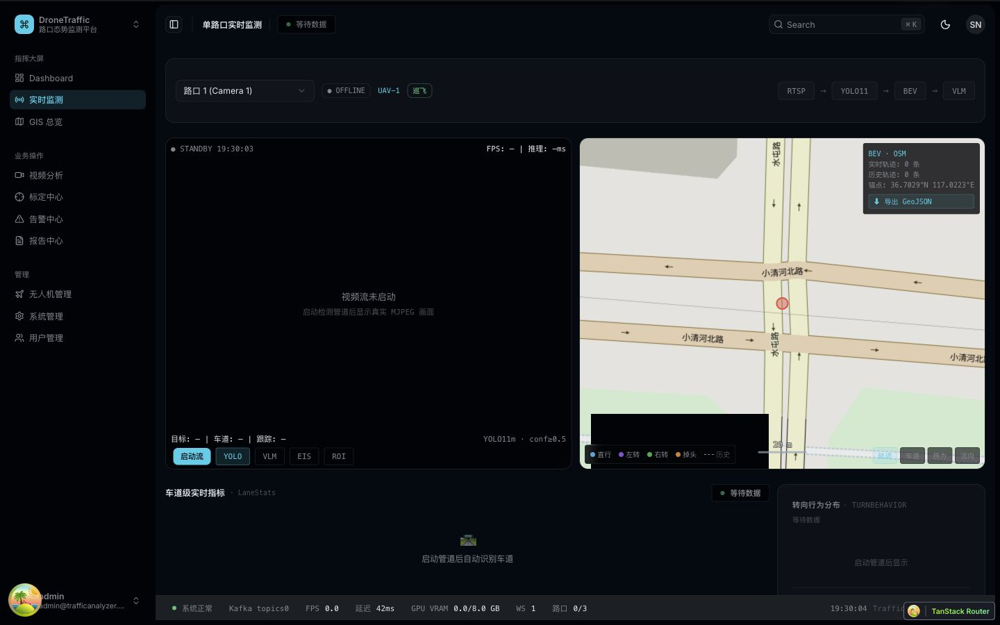 DroneTraffic
路口态势监测平台
单路口实时监测
等待数据
Search
⌘ K
SN
指挥大屏
Dashboard
实时监测
GIS 总览
业务操作
视频分析
标定中心
告警中心
报告中心
管理
无人机管理
系统管理
用户管理
admin
admin@trafficanalyzer....
路口 1 (Camera 1)
OFFLINE
UAV-1
巡飞
RTSP → YOLO11 → BEV → VLM
STANDBY 19:30:03
FPS: — | 推理: —ms
视频流未启动
启动检测管道后显示真实 MJPEG 画面
目标: — | 车道: — | 跟踪: —
YOLO11m · conf≥0.5
启动流
YOLO
VLM
EIS
ROI
水屯路
BEV · OSM
实时轨迹: 0 条
历史轨迹: 0 条
锚点: 36.7029°N 117.0223°E
⬇ 导出 GeoJSON
小清河北路
小清河北路
水屯路
小清河北路
20 m
直行
左转
右转
掉头
--- 历史
轨迹
车道
热力
流向
车道级实时指标 · LaneStats
等待数据
启动管道后自动识别车道
转向行为分布 · TURNBEHAVIOR
等待数据
启动管道后显示
系统正常
Kafka topics0
FPS 0.0
延迟 42ms
GPU VRAM 0.0/8.0 GB
WS 1
路口 0/3
19:30:04
Traffic
TanStack Router